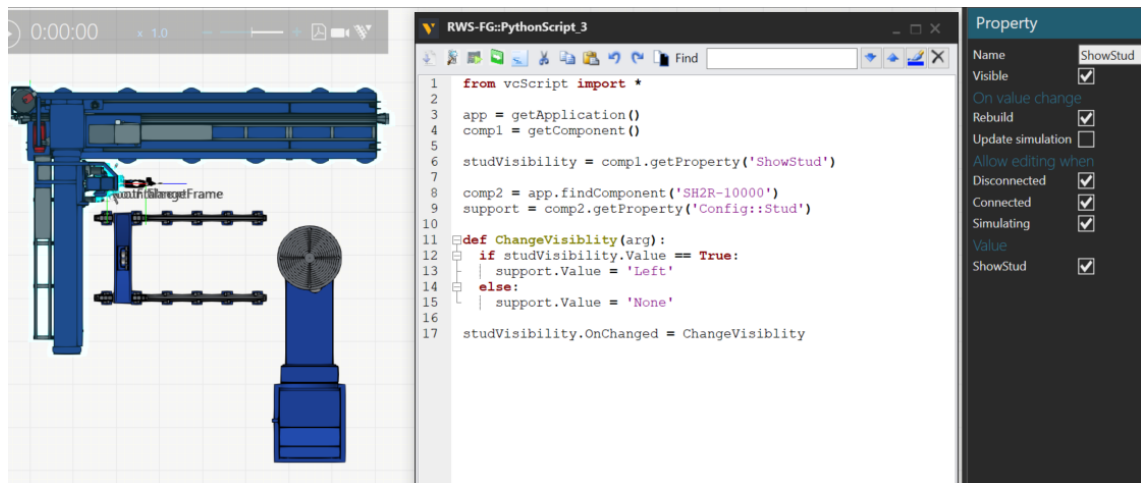 0:00:00
x 1.0
RWS-FG::PythonScript_3
Find
1 from vcScript import *
2
3 app = getApplication()
4 comp1 = getComponent()
5
6 studVisibility = comp1.getProperty('ShowStud')
7
8 comp2 = app.findComponent('SH2R-10000')
9 support = comp2.getProperty('Config::Stud')
10
11 def ChangeVisiblity(arg):
12 if studVisibility.Value == True:
13 support.Value = 'Left'
14 else:
15 support.Value = 'None'
16
17 studVisibility.OnChanged = ChangeVisiblity
Property
Name ShowStud
Visible
On value change
Rebuild
Update simulation
Allow editing when
Disconnected
Connected
Simulating
Value
ShowStud